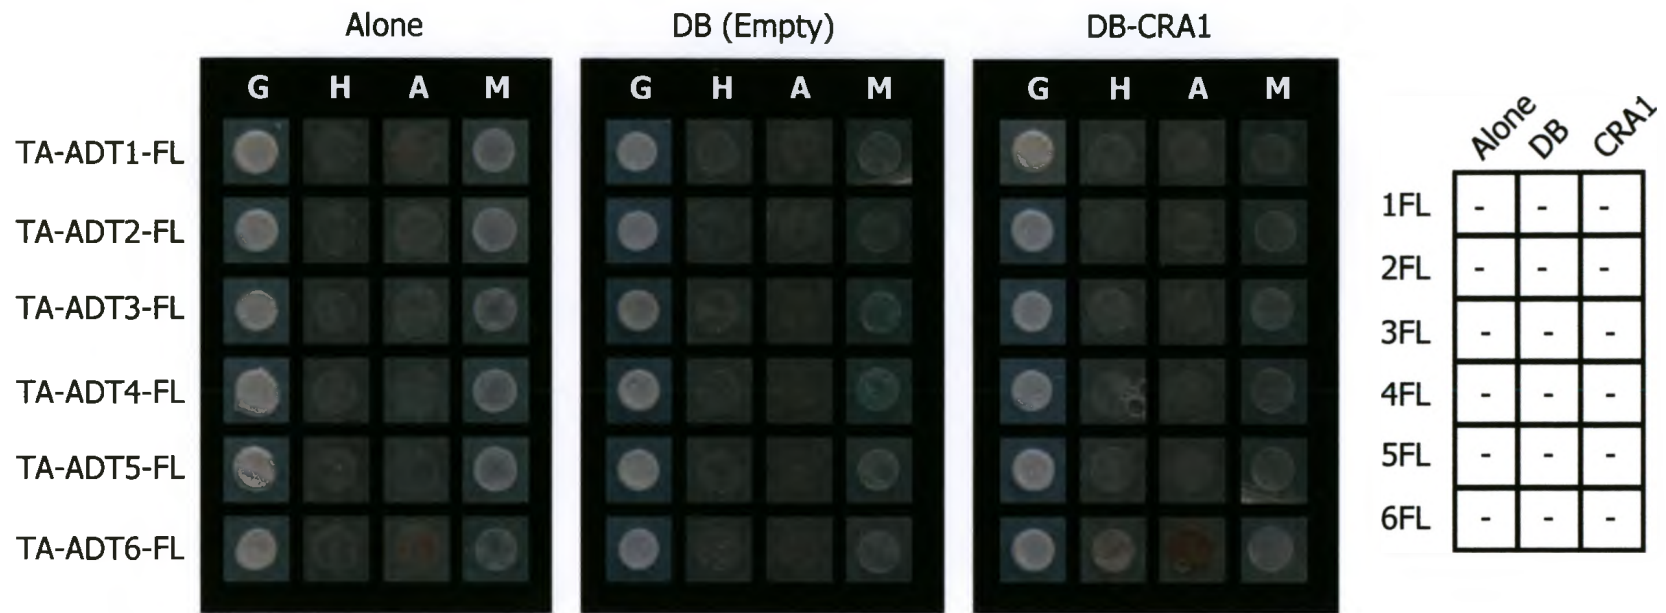 Alone DB (Empty) DB-CRA1
G H A M G H A M G H A M
Alone DB CRA1
TA-ADT1-FL
TA-ADT2-FL
TA-ADT3-FL
TA-ADT4-FL
TA-ADT5-FL
TA-ADT6-FL
1FL - - -
2FL - - -
3FL - - -
4FL - - -
5FL - - -
6FL - - -